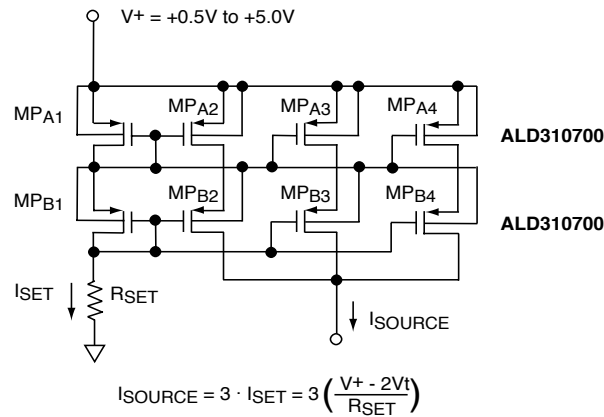 V+ = +0.5V to +5.0V
MPA1
MPA2
MPA3
MPA4
ALD310700
MPB1
MPB2
MPB3
MPB4
ALD310700
ISET
RSET
ISOURCE
ISOURCE = 3 · ISET = 3 ( V+ - 2Vt / RSET )